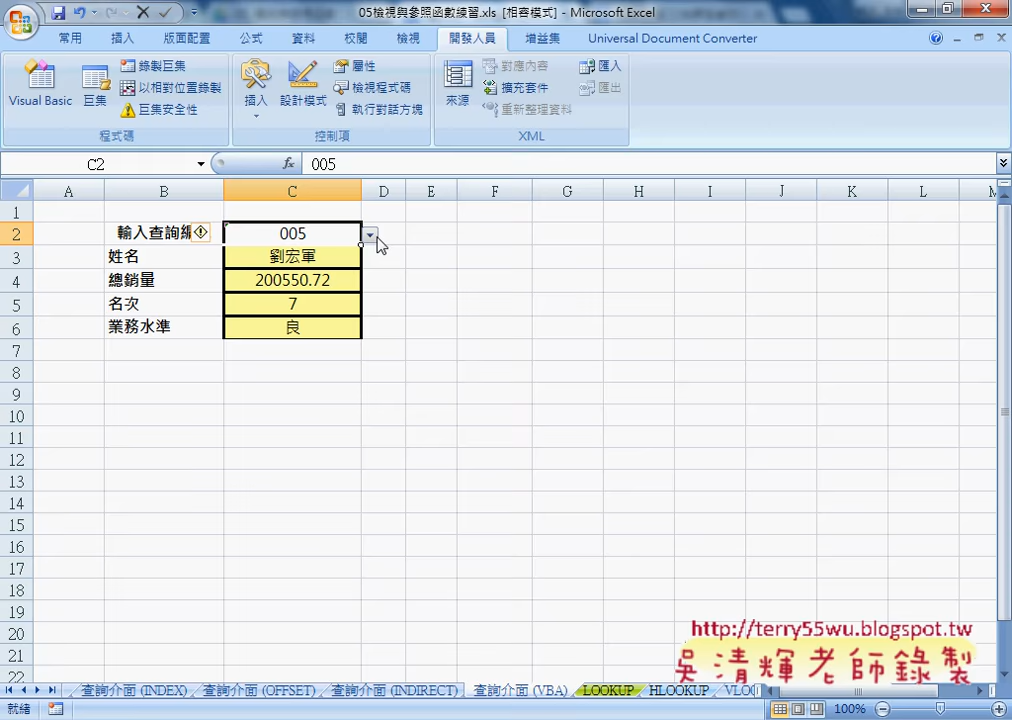 05檢視與參照函數練習.xls [相容模式] - Microsoft Excel
常用 插入 版面配置 公式 資料 校閱 檢視 開發人員 增益集 Universal Document Converter
Visual Basic 巨集 錄製巨集 以相對位置錄製 巨集安全性 程式碼
插入 設計模式 屬性 檢視程式碼 執行對話方塊 控制項
來源 對應內容 擴充套件 重新整理資料 匯入 匯出 XML
C2 fx 005
A B C D E F G H I J K L M
1
2 輸入查詢編 005
3 姓名 劉宏軍
4 總銷量 200550.72
5 名次 7
6 業務水準 良
7
8
9
10
11
12
13
14
15
16
17
18
19
20
21
22
http://terry55wu.blogspot.tw
吳清輝老師錄製
查詢介面 (INDEX) 查詢介面 (OFFSET) 查詢介面 (INDIRECT) 查詢介面 (VBA) LOOKUP HLOOKUP VLO
就緒 100%